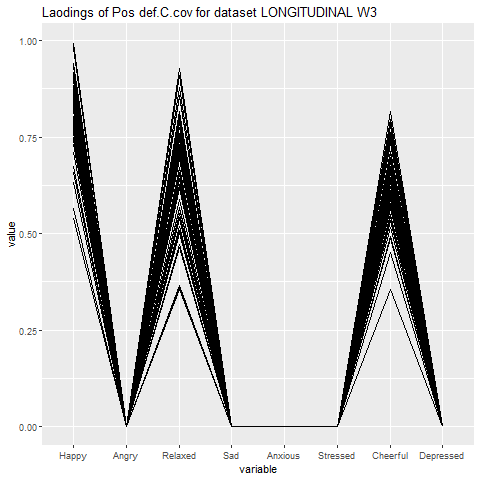 Laodings of Pos def.C.cov for dataset LONGITUDINAL W3
1.00
0.75
0.50
0.25
0.00
value
Happy Angry Relaxed Sad Anxious Stressed Cheerful Depressed
variable